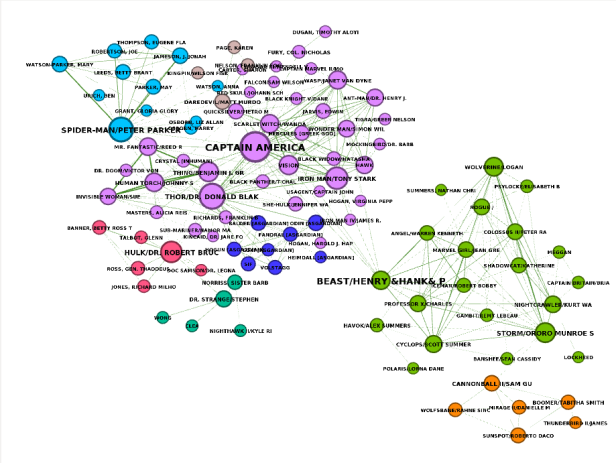 DUGAN, TIMOTHY ALOYI
THOMPSON, EUGENE FLA
PAGE, KAREN
ROBERTSON, JOE
FURY, COL. NICHOLAS
JAMESON, J. JONAH
WATSON-PARKER, MARY
LEEDS, BETTY BRANT
KINGPIN/WILSON FISK
WASP/JANET VAN DYNE
FALCON/SAM WILSON
PARKER, MAY
WATSON, ANNA
RED SKULL/JOHANN SCH
URICH, BEN
DAREDEVIL/MATT MURDO
BLACK KNIGHT V/DANE
ANT-MAN/DR. HENRY J.
GRANT, GLORIA GLORY
QUICKSILVER/PIETRO M
JARVIS, EDWIN
TIGRA/GREER NELSON
OSBORN, LIZ ALLAN
SCARLET WITCH/WANDA
SPIDER-MAN/PETER PARKER
OSBORN, HARRY
HERCULES [GREEK GOD]
WONDER MAN/SIMON WIL
MOCKINGBIRD/DR. BARB
MR. FANTASTIC/REED R
CAPTAIN AMERICA
CRYSTAL [INHUMAN]
BLACK WIDOW/NATASHA
VISION
HAWK
DR. DOOM/VICTOR VON
THING/BENJAMIN J. GR
WOLVERINE/LOGAN
HUMAN TORCH/JOHNNY S
BLACK PANTHER/T'CHAL
IRON MAN/TONY STARK
SUMMERS, NATHAN CHRI
PSYLOCKE/ELISABETH B
INVISIBLE WOMAN/SUE
THOR/DR. DONALD BLAK
USAGENT/CAPTAIN JOHN
HOGAN, VIRGINIA PEPP
SHE-HULK/JENNIFER WA
ROGUE /
MASTERS, ALICIA REIS
RICHARDS, FRANKLIN B
IRON MAN IV/JAMES R.
BANNER, BETTY ROSS T
SUB-MARINER/NAMOR MA
ANGEL/WARREN KENNETH
COLOSSUS II/PETER RA
TALBOT, GLENN
KINCAID, DR. JANE FO
FANDRAL [ASGARDIAN]
HOGAN, HAROLD J. HAP
HULK/DR. ROBERT BRUC
MARVEL GIRL/JEAN GRE
MEGGAN
HEIMDALL [ASGARDIAN]
SHADOWCAT/KATHERINE
ROSS, GEN. THADDEUS
DOC SAMSON/DR. LEONA
SIF
VOLSTAGG
JONES, RICHARD MILHO
NORRISS, SISTER BARB
BEAST/HENRY &HANK& P
ICEMAN/ROBERT BOBBY
CAPTAIN BRITAIN/BRIA
DR. STRANGE/STEPHEN
PROFESSOR X/CHARLES
NIGHTCRAWLER/KURT WA
WONG
GAMBIT/REMY LEBEAU
CLEA
NIGHTHAWK II/KYLE RI
HAVOK/ALEX SUMMERS
STORM/ORORO MUNROE S
CYCLOPS/SCOTT SUMMER
BANSHEE/SEAN CASSIDY
LOCKHEED
POLARIS/LORNA DANE
CANNONBALL II/SAM GU
WOLFSBANE/RAHNE SINC
MIRAGE II/DANIELLE M
BOOMER/TABITHA SMITH
THUNDERBIRD II/JAMES
SUNSPOT/ROBERTO DACO